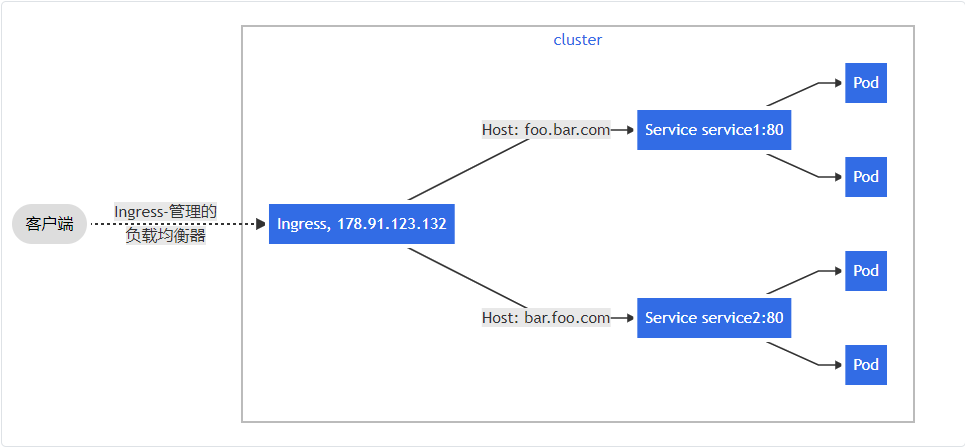 cluster
Pod
Host: foo.bar.com
Service service1:80
Pod
Ingress-管理的
负载均衡器
客户端
Ingress, 178.91.123.132
Pod
Host: bar.foo.com
Service service2:80
Pod